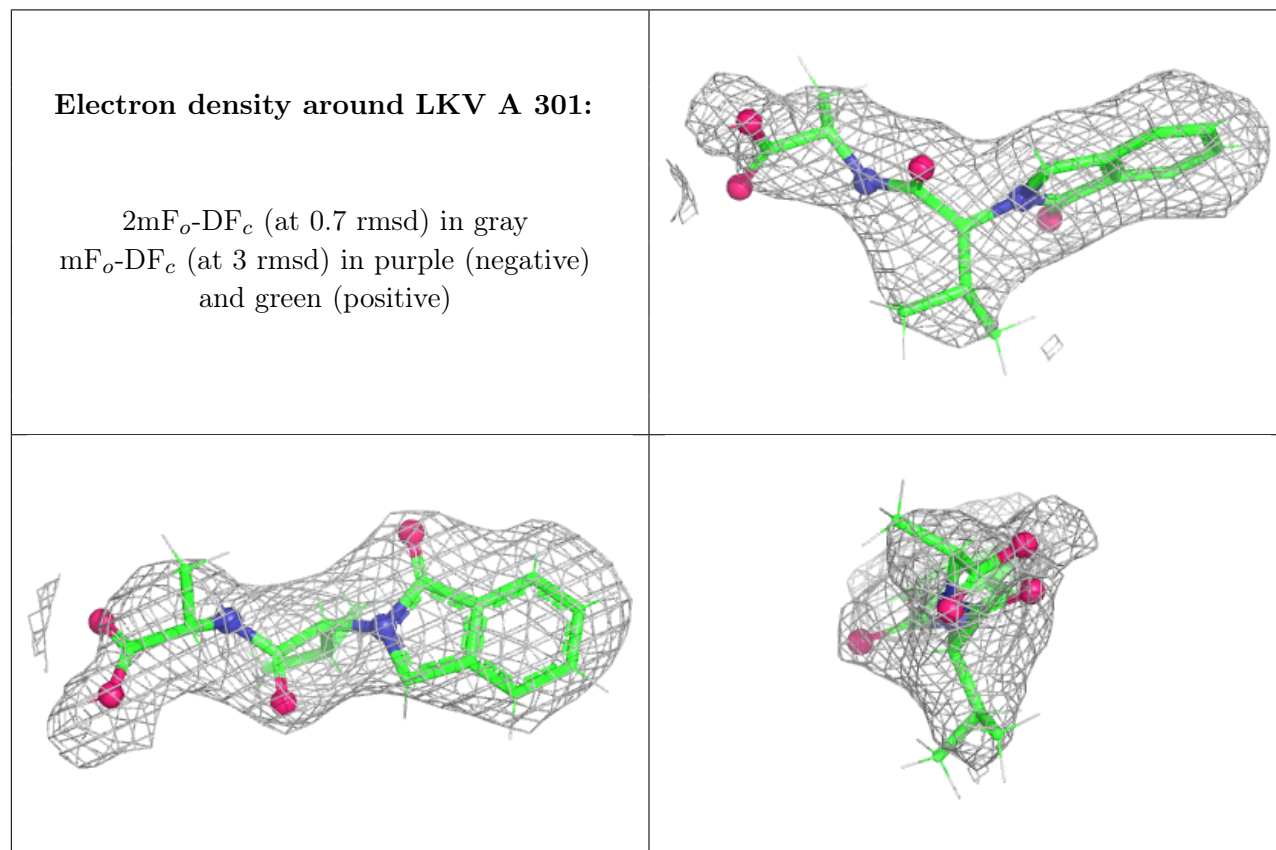 Electron density around LKV A 301:
2mFo-DFc (at 0.7 rmsd) in gray
mFo-DFc (at 3 rmsd) in purple (negative)
and green (positive)